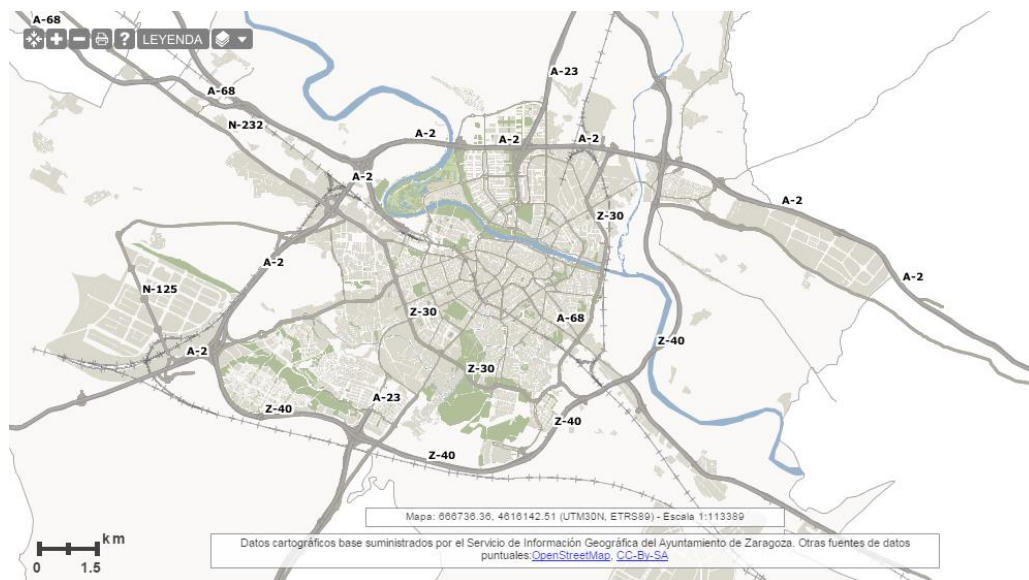 A-68
? LEYENDA
A-23
A-68
N-232
A-2
A-2
A-2
A-2
A-2
Z-30
A-2
A-2
N-125
Z-30
A-68
Z-40
A-2
Z-30
A-23
Z-40
Z-40
Z-40
Mapa: 666736.36, 4616142.51 (UTM30N, ETRS89) - Escala 1:113389
Datos cartográficos base suministrados por el Servicio de Información Geográfica del Ayuntamiento de Zaragoza. Otras fuentes de datos
puntuales:OpenStreetMap, CC-By-SA
km
0 1.5